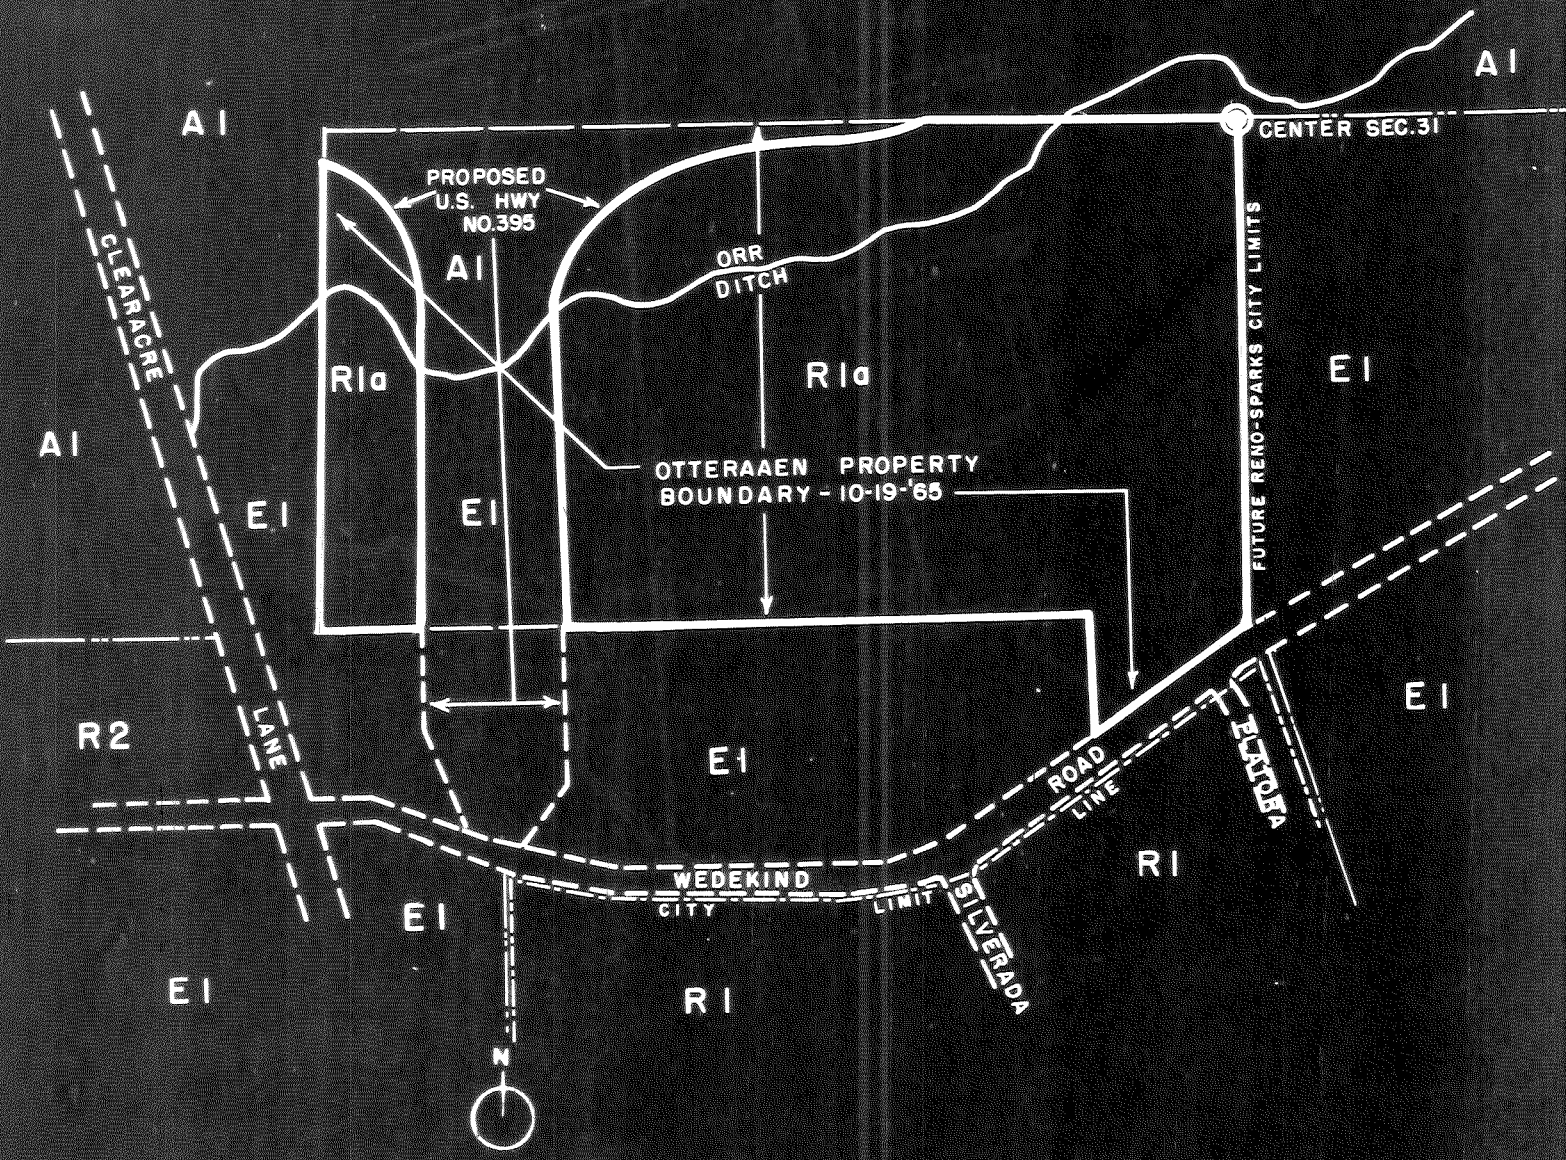 A1
A1
CENTER SEC.31
PROPOSED
U.S. HWY
NO.395
A1
ORR
DITCH
CLEARACRE
FUTURE RENO-SPARKS CITY LIMITS
R1a
R1a
E1
A1
OTTERAAEN PROPERTY
BOUNDARY - 10-19-'65
E1
E1
R2
LANE
E1
E1
ROAD
LINE
ELATORA
R1
WEDEKIND
CITY LIMIT
SILVERADA
E1
E1
R1
N